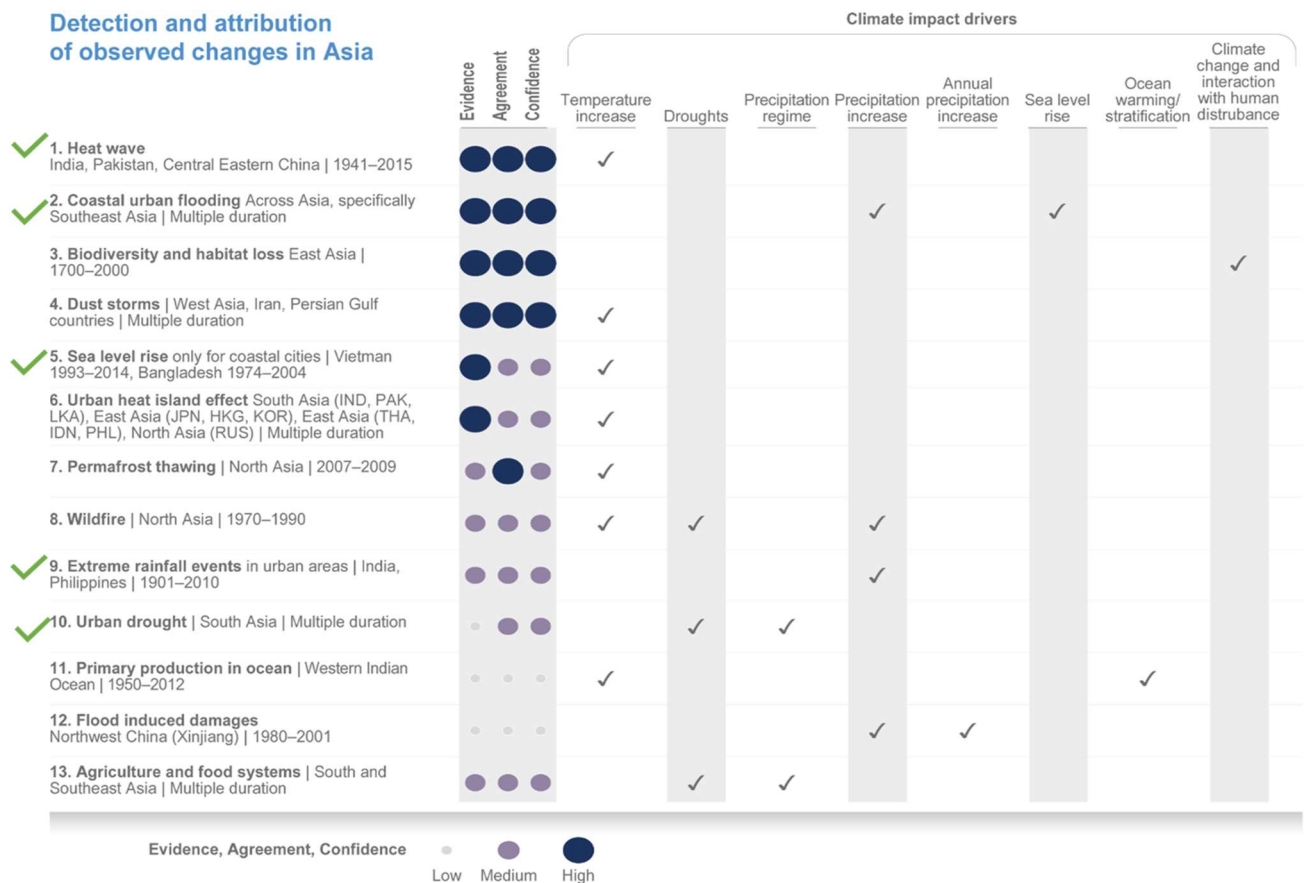 Detection and attribution
of observed changes in Asia
Climate impact drivers
Evidence
Agreement
Confidence
Temperature
increase
Droughts
Precipitation
regime
Precipitation
increase
Annual
precipitation
increase
Sea level
rise
Ocean
warming/
stratification
Climate
change and
interaction
with human
distrubance
1. Heat wave
India, Pakistan, Central Eastern China | 1941–2015
2. Coastal urban flooding Across Asia, specifically
Southeast Asia | Multiple duration
3. Biodiversity and habitat loss East Asia |
1700–2000
4. Dust storms | West Asia, Iran, Persian Gulf
countries | Multiple duration
5. Sea level rise only for coastal cities | Vietman
1993–2014, Bangladesh 1974–2004
6. Urban heat island effect South Asia (IND, PAK,
LKA), East Asia (JPN, HKG, KOR), East Asia (THA,
IDN, PHL), North Asia (RUS) | Multiple duration
7. Permafrost thawing | North Asia | 2007–2009
8. Wildfire | North Asia | 1970–1990
9. Extreme rainfall events in urban areas | India,
Philippines | 1901–2010
10. Urban drought | South Asia | Multiple duration
11. Primary production in ocean | Western Indian
Ocean | 1950–2012
12. Flood induced damages
Northwest China (Xinjiang) | 1980–2001
13. Agriculture and food systems | South and
Southeast Asia | Multiple duration
Evidence, Agreement, Confidence
Low
Medium
High